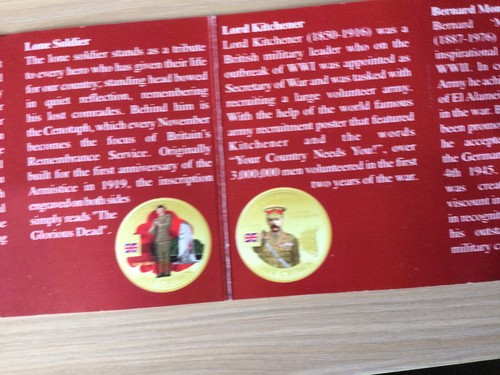 Lone Soldier
The lone soldier stands as a tribute
to every hero who has given their life
for our country; standing head bowed
in quiet reflection, remembering
his lost comrades. Behind him is
the Cenotaph, which every November
becomes the focus of Britain's
Remembrance Service. Originally
built for the first anniversary of the
Armistice in 1919, the inscription
engraved on both sides
simply reads "The
Glorious Dead".
Lord Kitchener
Lord Kitchener (1850-1916) was a
British military leader who on the
outbreak of WWI was appointed as
Secretary of War and was tasked with
recruiting a large volunteer army.
With the help of the world famous
army recruitment poster that featured
Kitchener and the words
"Your Country Needs You!", over
3,000,000 men volunteered in the first
two years of the war.
Bernard
Bernard
(1887-1976)
inspirational
WWII. In
Army he
of El Alam
in the war.
been prom
he accept
the German
4th 1945.
was cre
viscount
in recogni
his outsta
military c